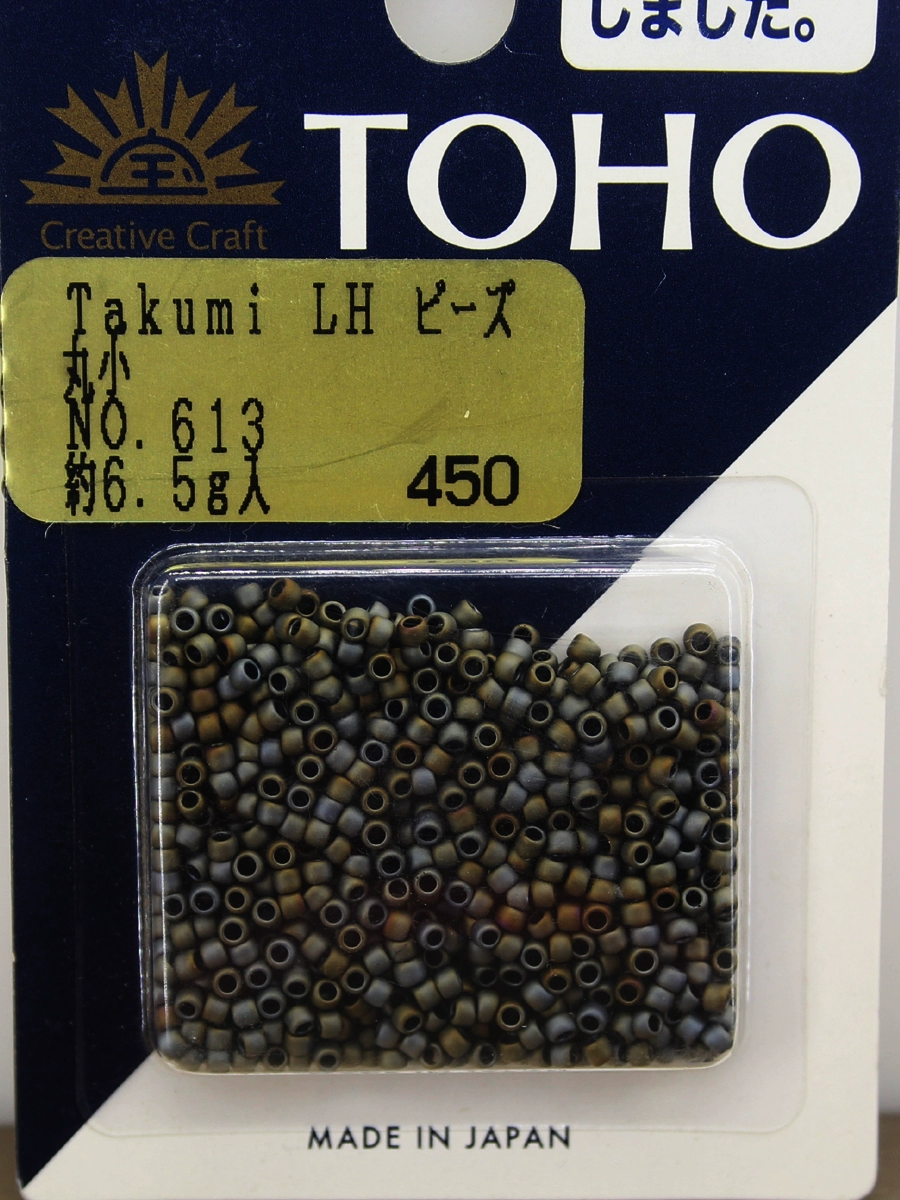 しました。
TOHO
玉
Creative Craft
Takumi LH ビーズ
丸小
NO.613
約6.5g入 450
MADE IN JAPAN